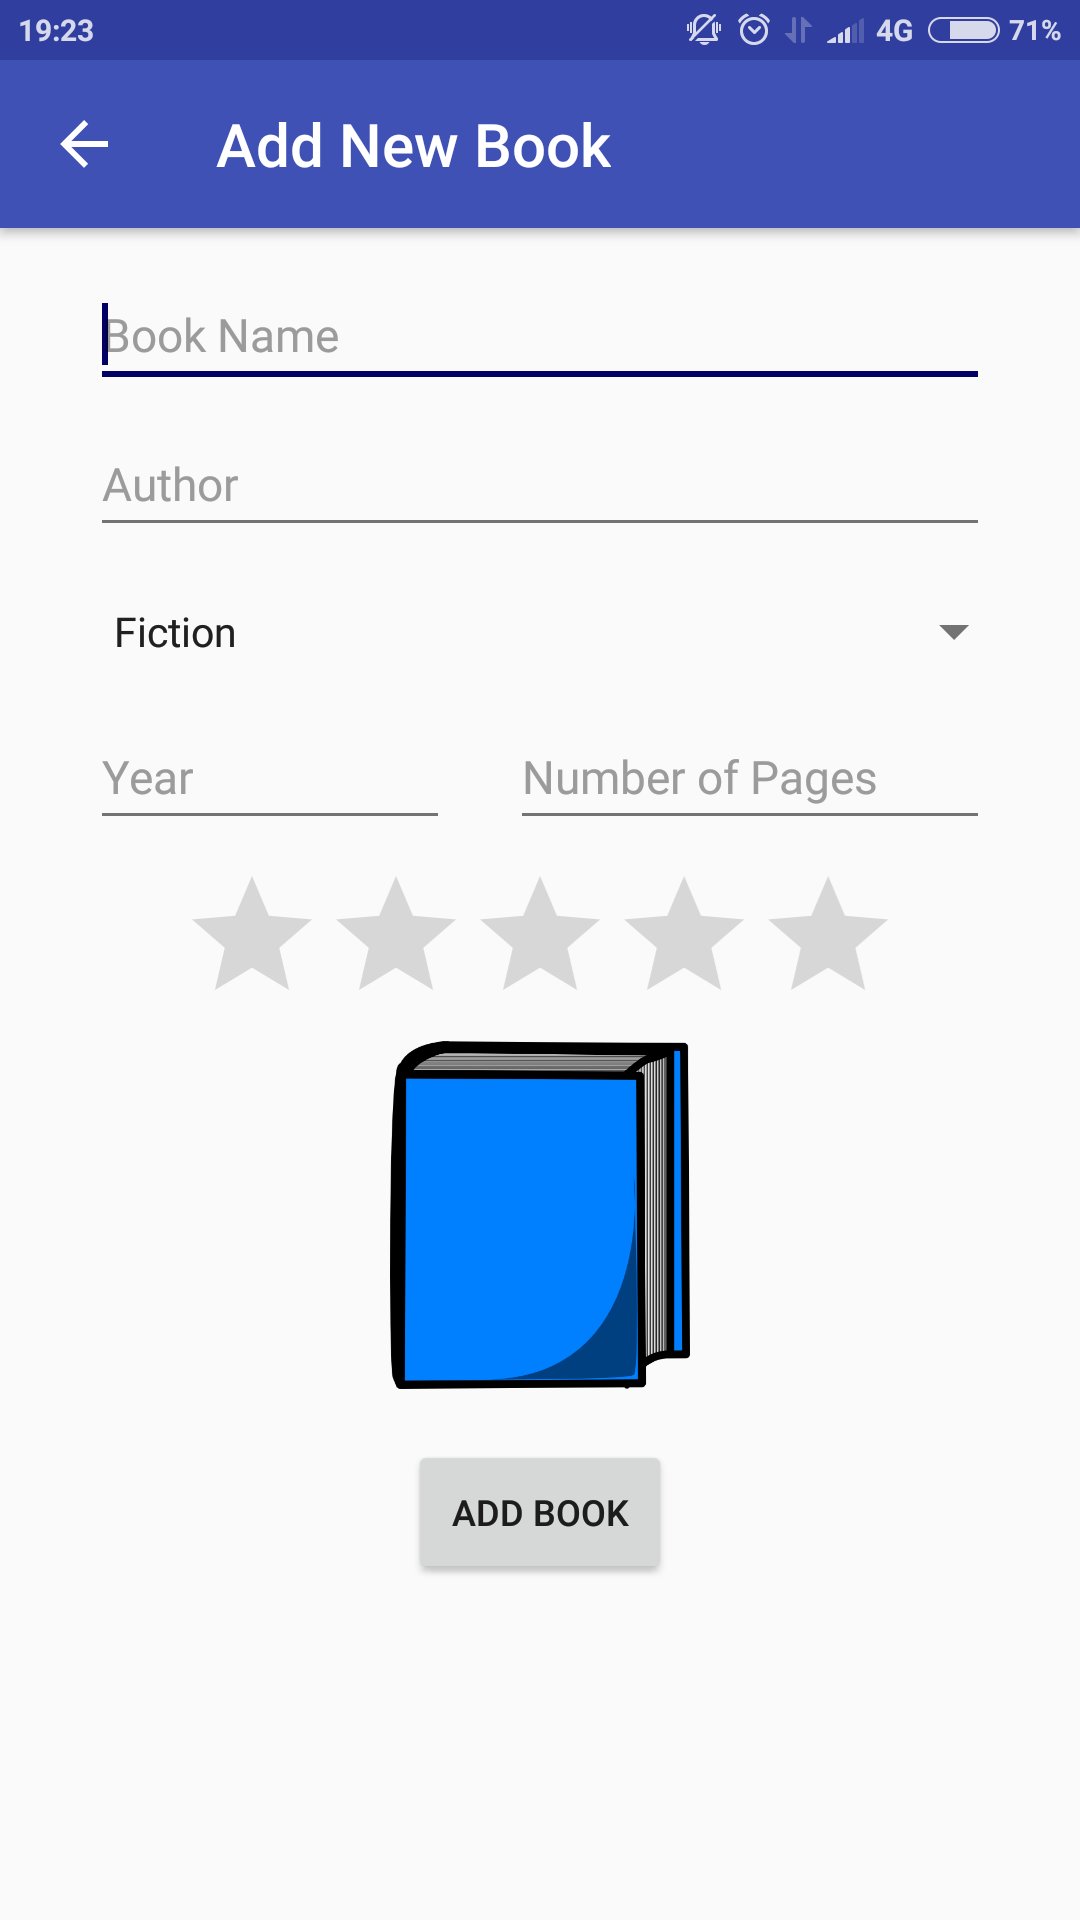 19:23 4G 71%
Add New Book
Book Name
Author
Fiction
Year Number of Pages
ADD BOOK